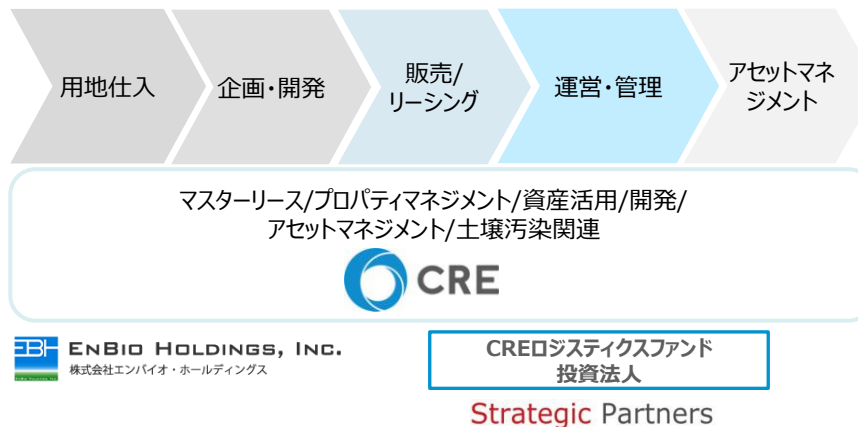 用地仕入
企画・開発
販売/
リーシング
運営・管理
アセットマネ
ジメント
マスターリース/プロパティマネジメント/資産活用/開発/
アセットマネジメント/土壌汚染関連
CRE
EBH
ENBIO HOLDINGS, INC.
株式会社エンバイオ・ホールディングス
CREロジスティクスファンド
投資法人
Strategic Partners